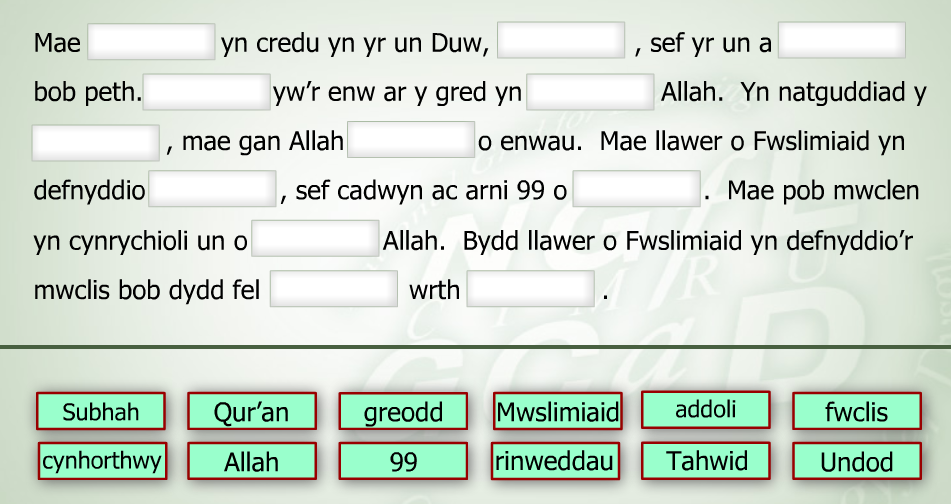 Mae yn credu yn yr un Duw, , sef yr un a
bob peth. yw’r enw ar y gred yn Allah. Yn natguddiad y
, mae gan Allah o enwau. Mae llawer o Fwslimiaid yn
defnyddio , sef cadwyn ac arni 99 o . Mae pob mwclen
yn cynrychioli un o Allah. Bydd llawer o Fwslimiaid yn defnyddio’r
mwclis bob dydd fel wrth .
Subhah Qur’an greodd Mwslimiaid addoli fwclis
cynhorthwy Allah 99 rinweddau Tahwid Undod